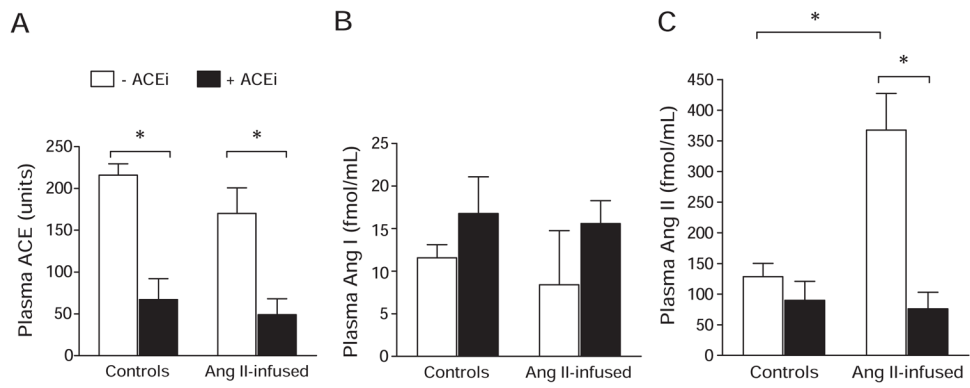 A
- ACEi + ACEi
* *
Plasma ACE (units)
250
200
150
100
50
0
Controls Ang II-infused
B
Plasma Ang I (fmol/mL)
25
20
15
10
5
0
Controls Ang II-infused
C
*
*
Plasma Ang II (fmol/mL)
450
400
350
300
250
200
150
100
50
0
Controls Ang II-infused